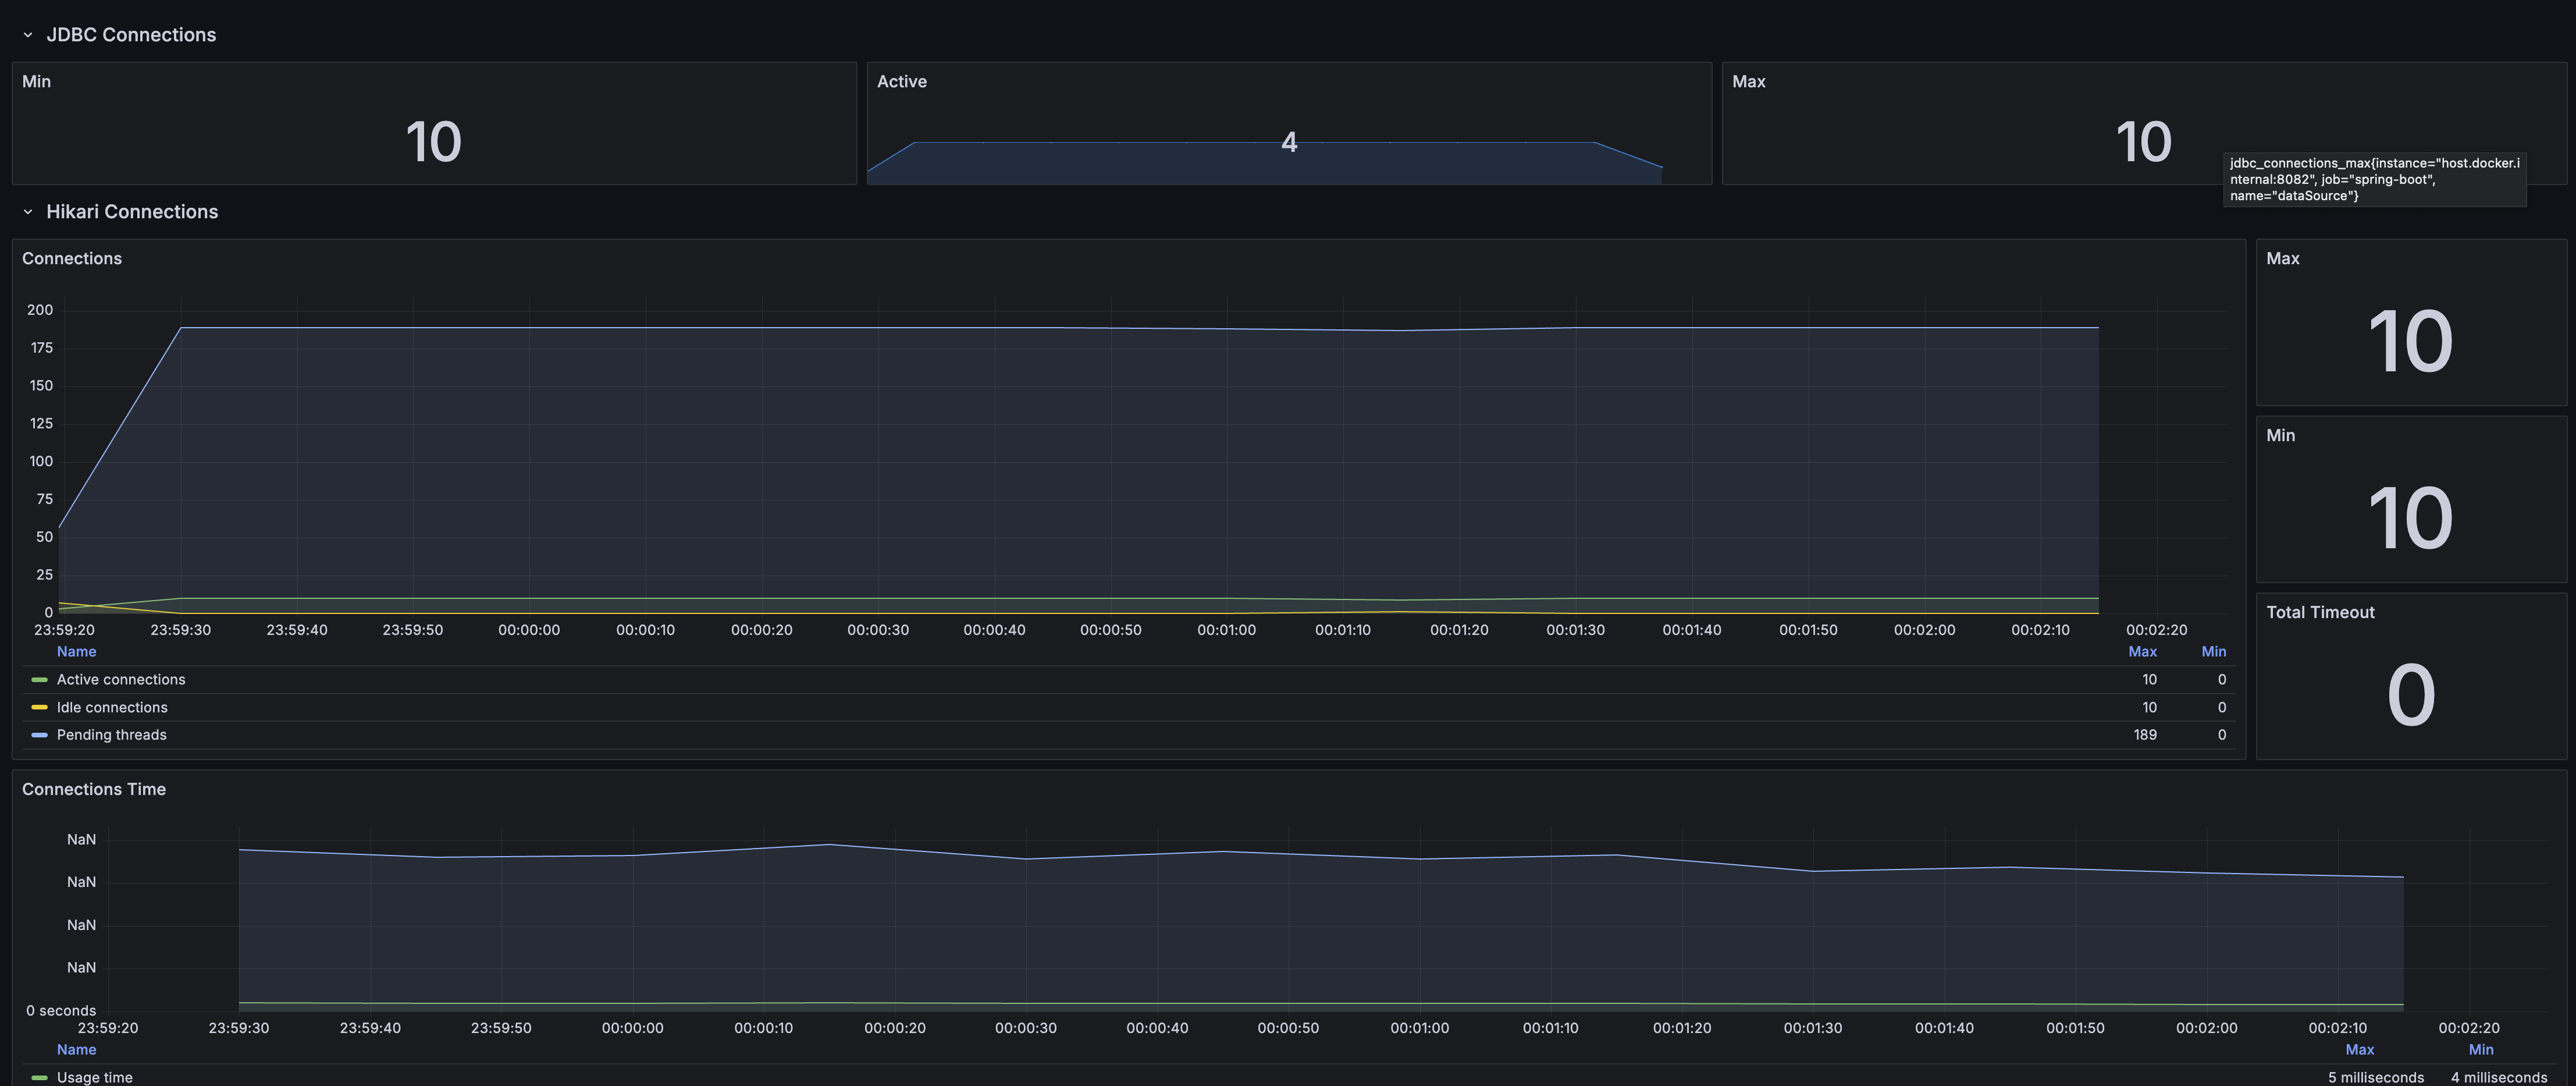 JDBC Connections
Min
Active
Max
10
4
10
jdbc_connections_max{instance="host.docker.i
nternal:8082", job="spring-boot",
name="dataSource"}
Hikari Connections
Connections
200
175
150
125
100
75
50
25
0
23:59:20 23:59:30 23:59:40 23:59:50 00:00:00 00:00:10 00:00:20 00:00:30 00:00:40 00:00:50 00:01:00 00:01:10 00:01:20 00:01:30 00:01:40 00:01:50 00:02:00 00:02:10 00:02:20
Name Max Min
Active connections 10 0
Idle connections 10 0
Pending threads 189 0
Max
10
Min
10
Total Timeout
0
Connections Time
NaN
NaN
NaN
NaN
0 seconds
23:59:20 23:59:30 23:59:40 23:59:50 00:00:00 00:00:10 00:00:20 00:00:30 00:00:40 00:00:50 00:01:00 00:01:10 00:01:20 00:01:30 00:01:40 00:01:50 00:02:00 00:02:10 00:02:20
Name Max Min
Usage time 5 milliseconds 4 milliseconds